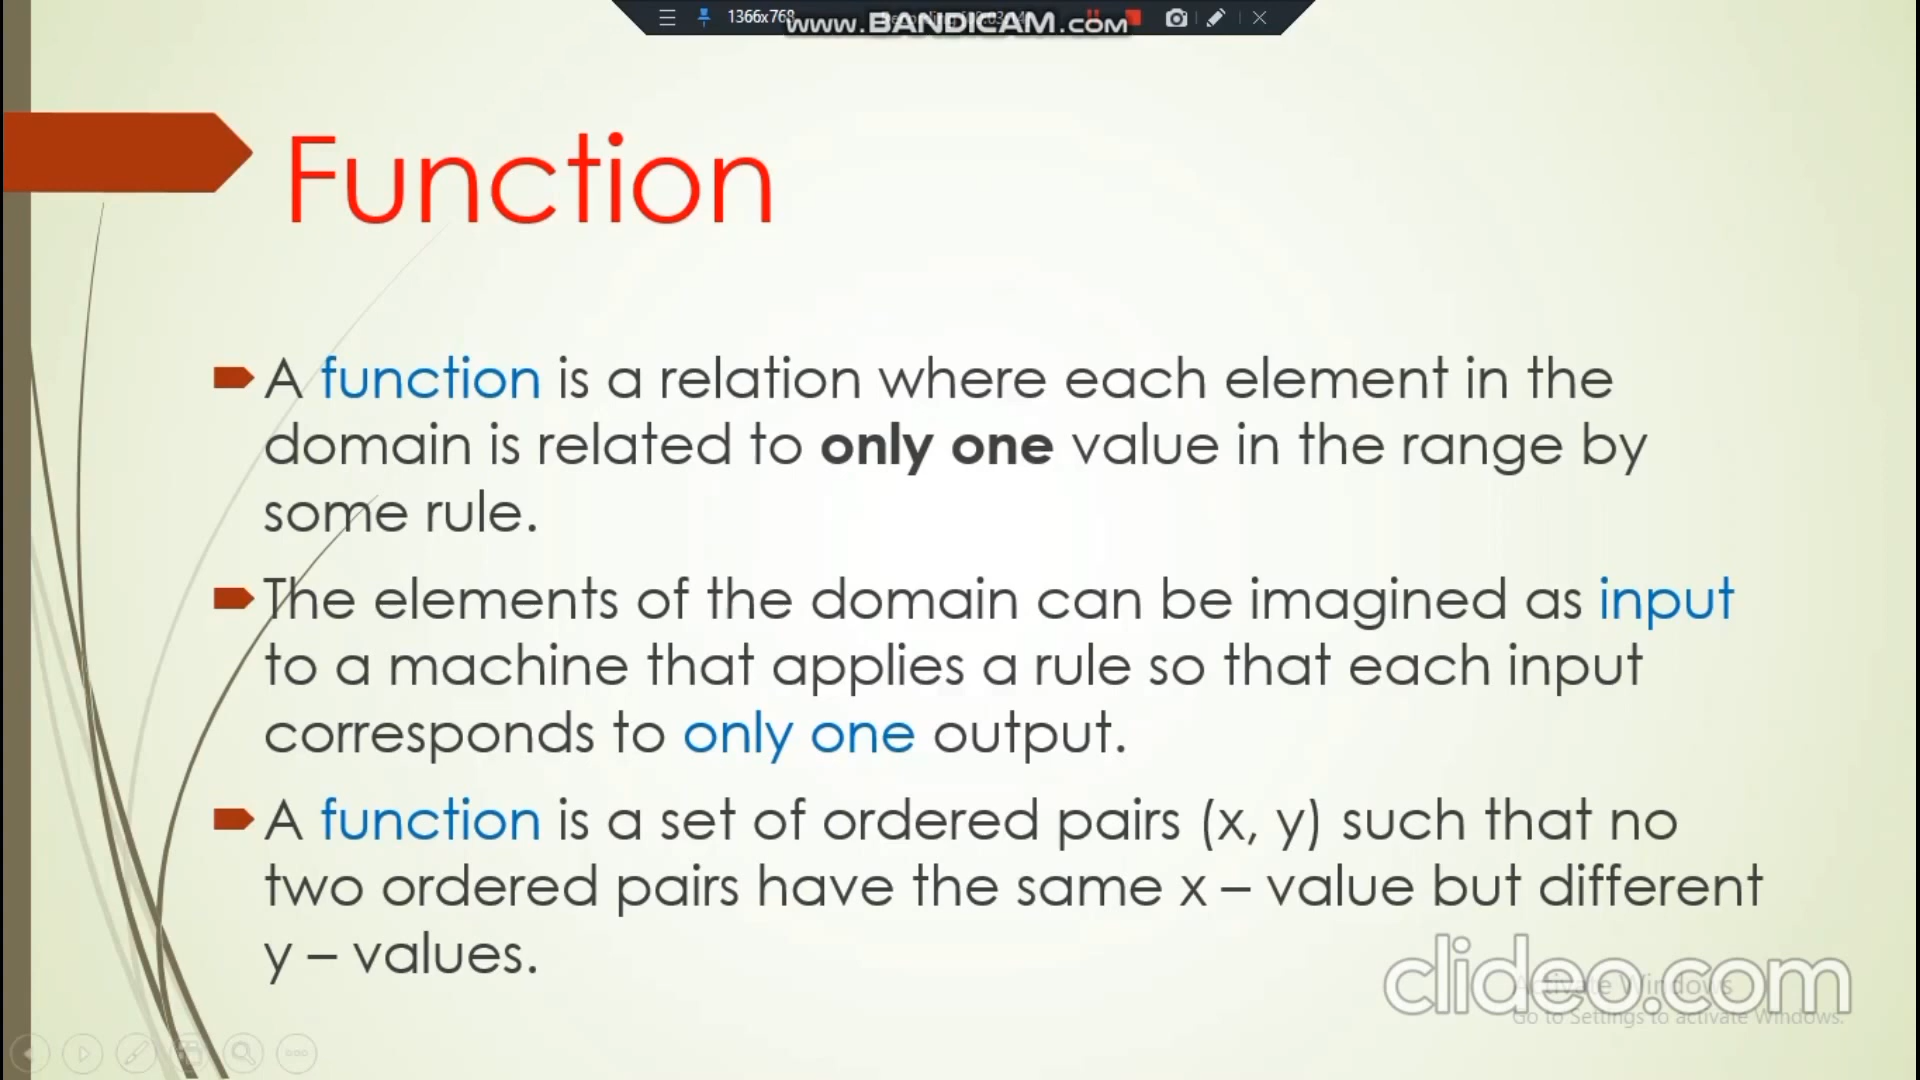 1366x768
www.BANDICAM.com
Function
A function is a relation where each element in the
domain is related to only one value in the range by
some rule.
The elements of the domain can be imagined as input
to a machine that applies a rule so that each input
corresponds to only one output.
A function is a set of ordered pairs (x, y) such that no
two ordered pairs have the same x – value but different
y – values.
clideo.com
Activate Windows
Go to Settings to activate Windows.